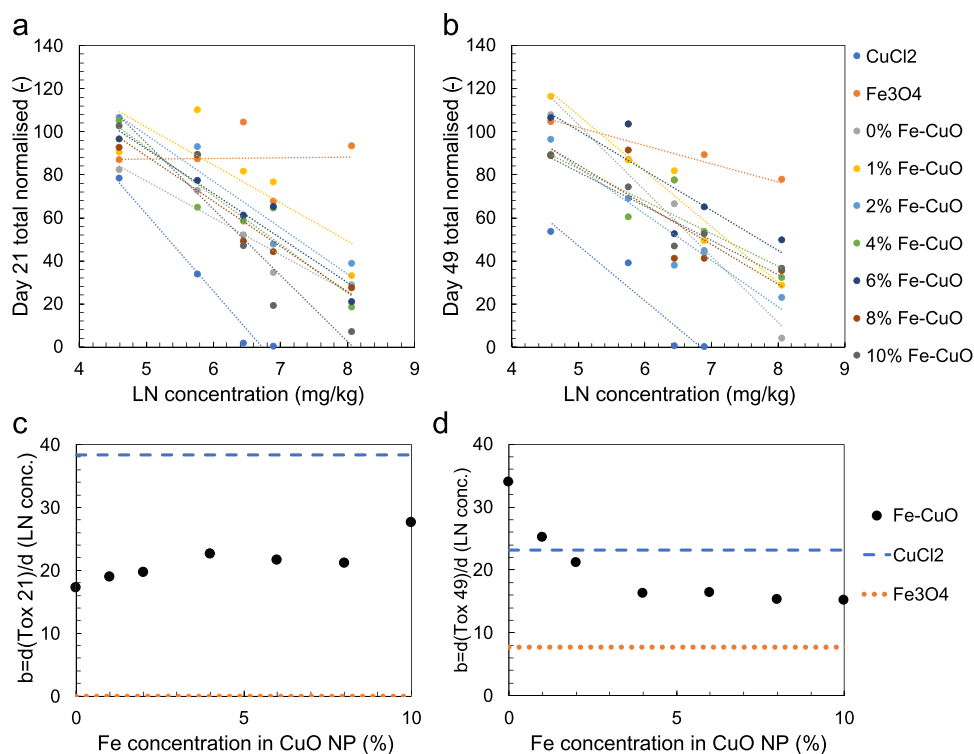 a
Day 21 total normalised (-)
140
120
100
80
60
40
20
0
4 5 6 7 8 9
LN concentration (mg/kg)
b
Day 49 total normalised (-)
140
120
100
80
60
40
20
0
4 5 6 7 8 9
LN concentration (mg/kg)
CuCl2
Fe3O4
0% Fe-CuO
1% Fe-CuO
2% Fe-CuO
4% Fe-CuO
6% Fe-CuO
8% Fe-CuO
10% Fe-CuO
c
b=d(Tox 21)/d (LN conc.)
40
30
20
10
0
0 5 10
Fe concentration in CuO NP (%)
d
b=d(Tox 49)/d (LN conc.)
40
30
20
10
0
0 5 10
Fe concentration in CuO NP (%)
Fe-CuO
CuCl2
Fe3O4